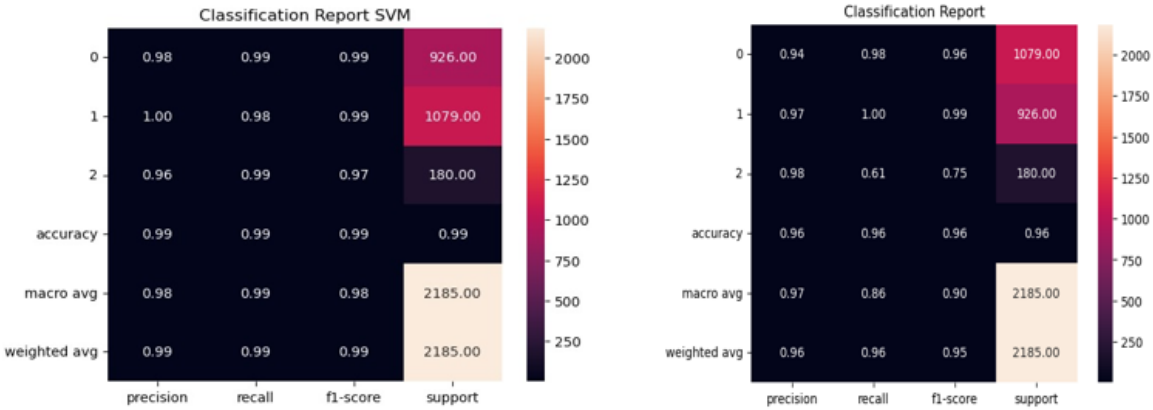 Classification Report SVM
0 0.98 0.99 0.99 926.00
1 1.00 0.98 0.99 1079.00
2 0.96 0.99 0.97 180.00
accuracy 0.99 0.99 0.99 0.99
macro avg 0.98 0.99 0.98 2185.00
weighted avg 0.99 0.99 0.99 2185.00
precision recall f1-score support
2000
1750
1500
1250
1000
750
500
250
Classification Report
0 0.94 0.98 0.96 1079.00
1 0.97 1.00 0.99 926.00
2 0.98 0.61 0.75 180.00
accuracy 0.96 0.96 0.96 0.96
macro avg 0.97 0.86 0.90 2185.00
weighted avg 0.96 0.96 0.95 2185.00
precision recall f1-score support
2000
1750
1500
1250
1000
750
500
250